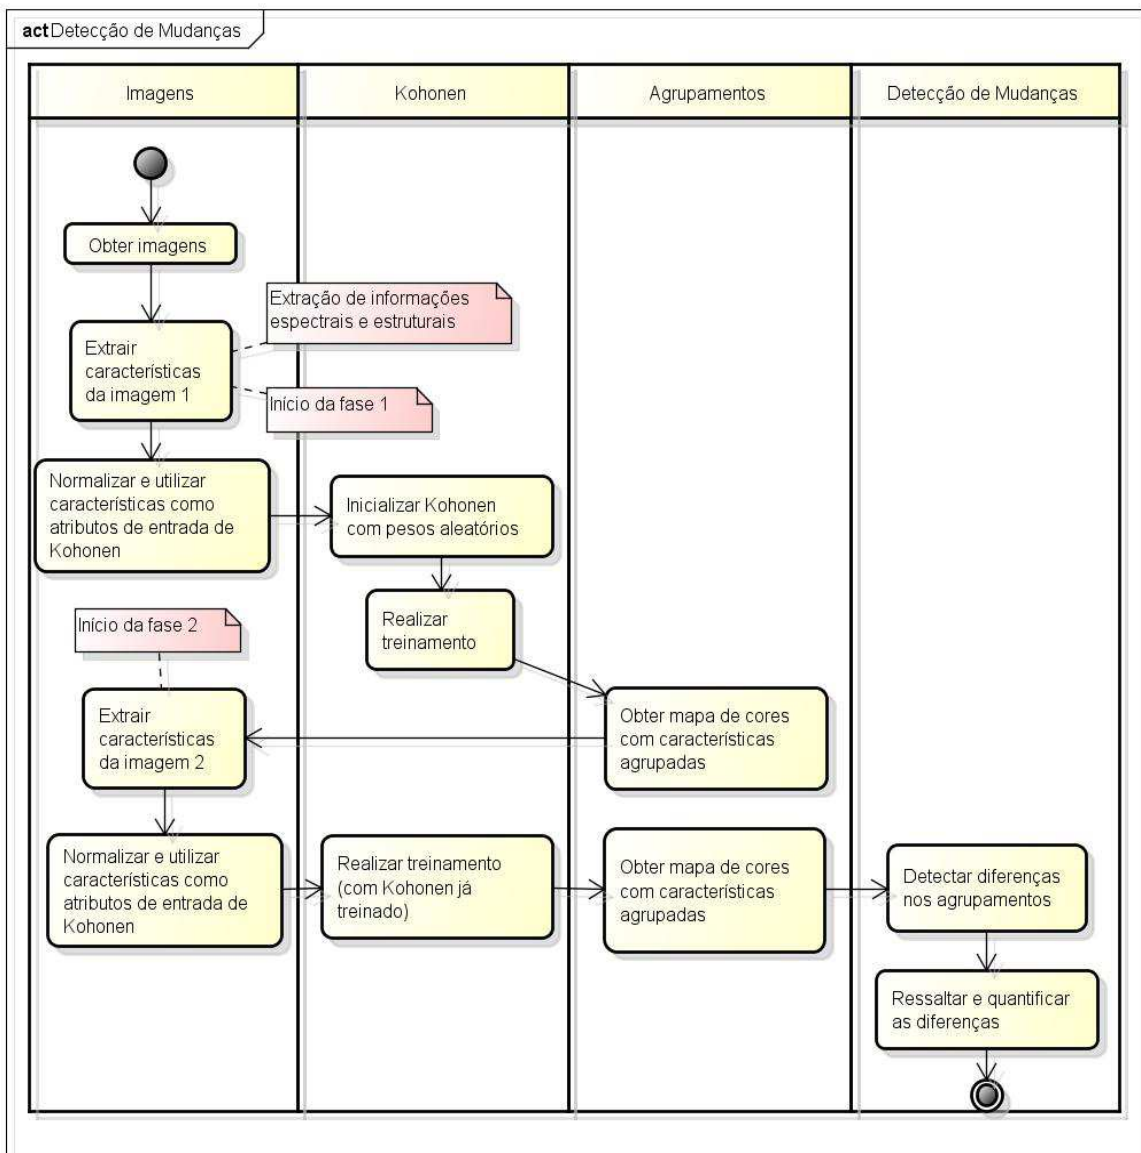 act Detecção de Mudanças
Imagens
Kohonen
Agrupamentos
Detecção de Mudanças
Obter imagens
Extração de informações
espectrais e estruturais
Extrair
características
da imagem 1
Início da fase 1
Normalizar e utilizar
características como
atributos de entrada de
Kohonen
Inicializar Kohonen
com pesos aleatórios
Realizar
treinamento
Início da fase 2
Obter mapa de cores
com características
agrupadas
Extrair
características
da imagem 2
Normalizar e utilizar
características como
atributos de entrada de
Kohonen
Realizar treinamento
(com Kohonen já
treinado)
Obter mapa de cores
com características
agrupadas
Detectar diferenças
nos agrupamentos
Ressaltar e quantificar
as diferenças